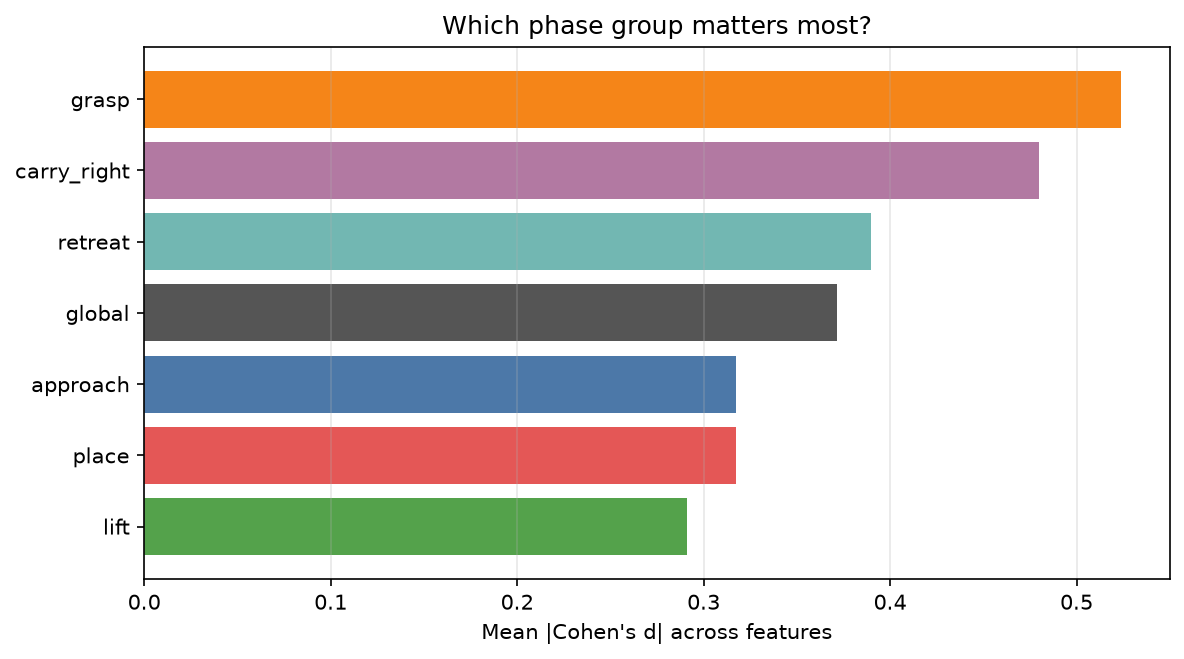 Which phase group matters most?
grasp
carry_right
retreat
global
approach
place
lift
0.0 0.1 0.2 0.3 0.4 0.5
Mean |Cohen's d| across features